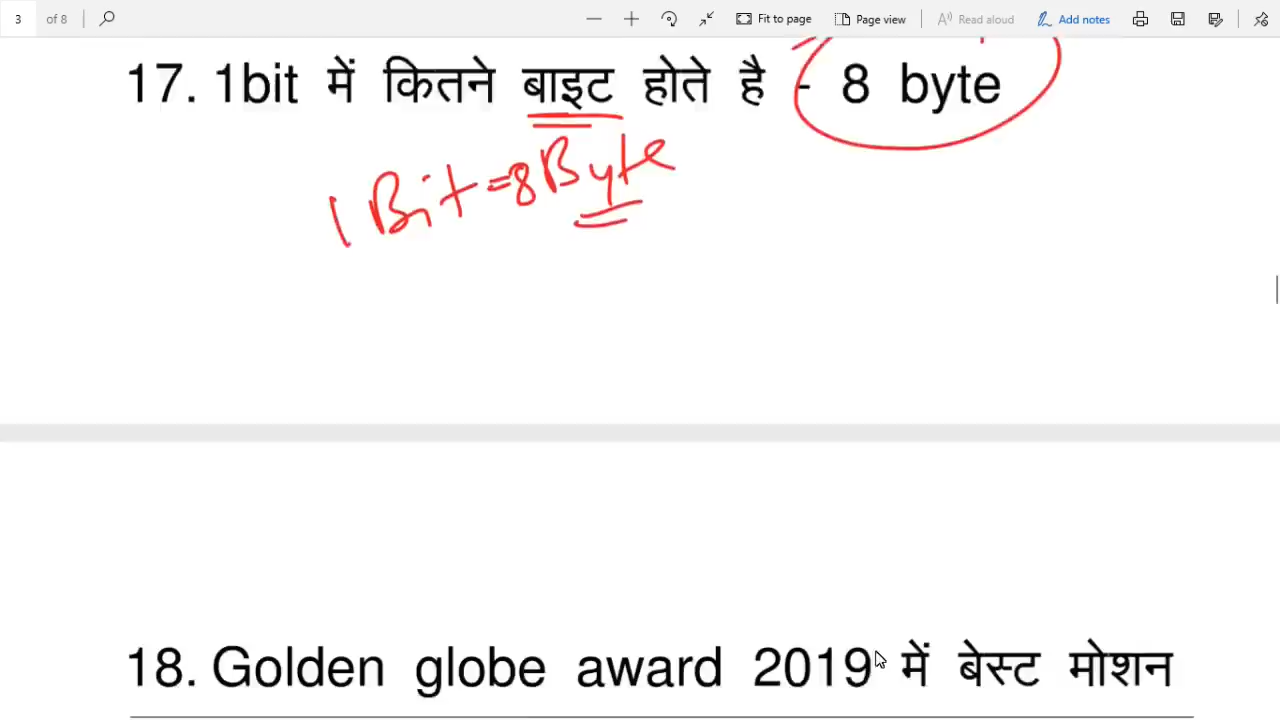 3 of 8 Fit to page Page view Read aloud Add notes
17. 1bit में कितने बाइट होते है - 8 byte
1 Bit = 8 Byte
18. Golden globe award 2019 में बेस्ट मोशन